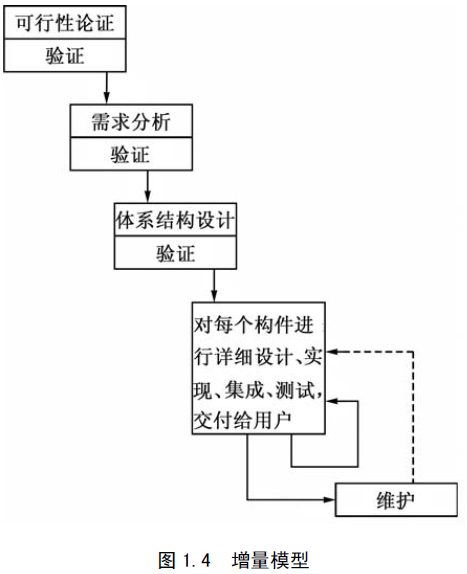 可行性论证
验证
需求分析
验证
体系结构设计
验证
对每个构件进
行详细设计、实
现、集成、测试,
交付给用户
维护
图 1.4 增量模型